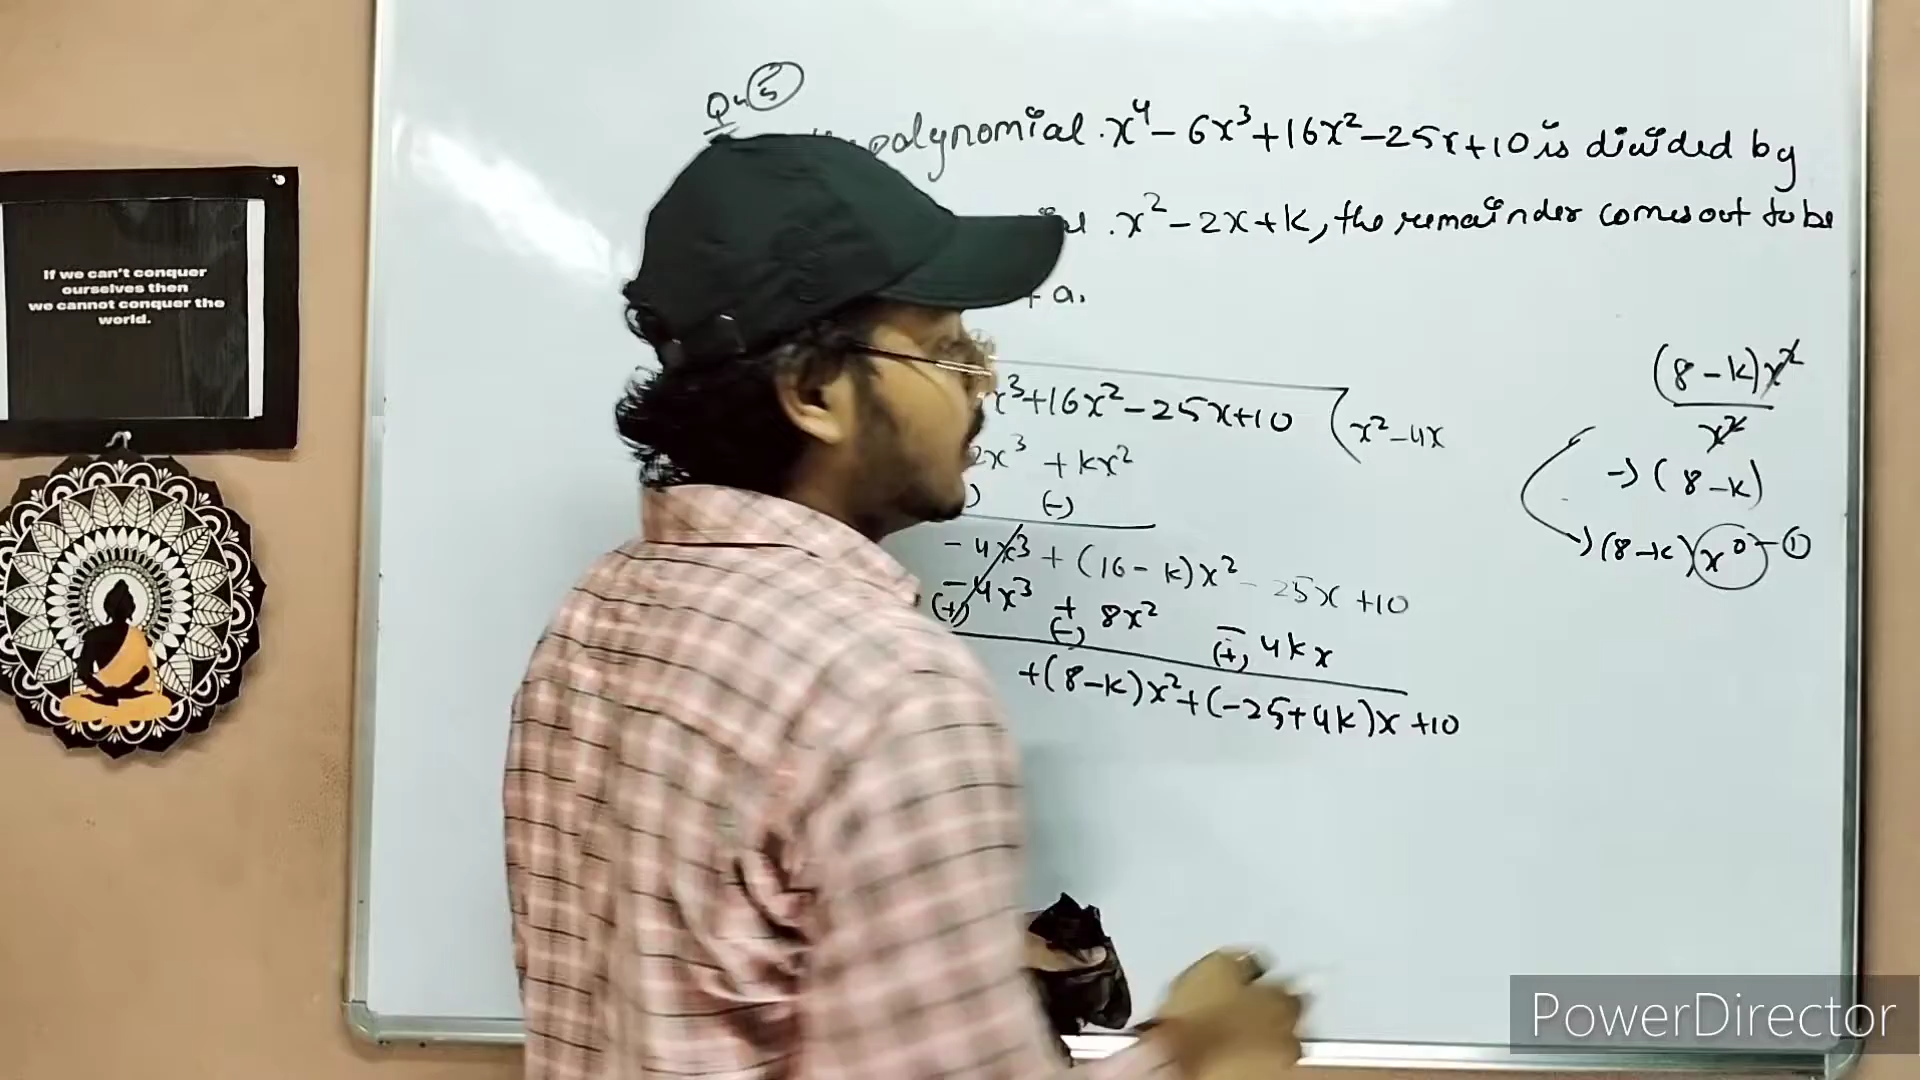 Qu 5
polynomial x⁴ - 6x³ + 16x² - 25x + 10 is divided by
x² - 2x + k, the remainder comes out to be
+ a.
x³ + 16x² - 25x + 10 ( x² - 4x
2x³ + kx²
) (-)
- 4x³ + (16 - k)x² - 25x + 10
- 4x³ + 8x² - 4kx
(+) (-) (+)
+ (8 - k)x² + (-25 + 4k)x + 10
(8 - k)x²
x²
→ (8 - k)
→ (8 - k) x⁰ - ①
If we can't conquer
ourselves then
we cannot conquer the
world.
PowerDirector